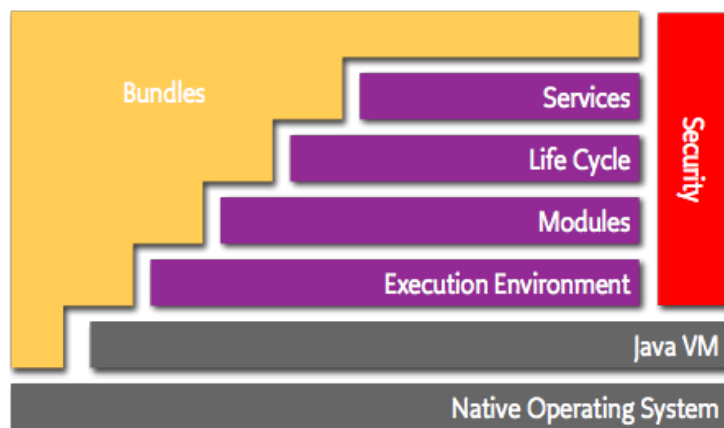 Bundles
Services
Life Cycle
Modules
Execution Environment
Security
Java VM
Native Operating System